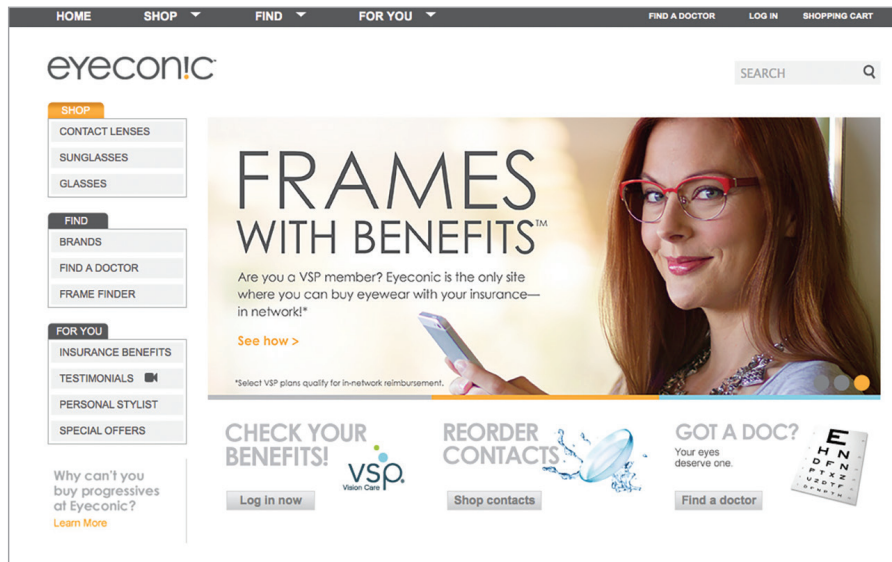 HOME SHOP FIND FOR YOU FIND A DOCTOR LOG IN SHOPPING CART
eyecon!c
SEARCH
SHOP
CONTACT LENSES
SUNGLASSES
GLASSES
FIND
BRANDS
FIND A DOCTOR
FRAME FINDER
FOR YOU
INSURANCE BENEFITS
TESTIMONIALS
PERSONAL STYLIST
SPECIAL OFFERS
Why can't you
buy progressives
at Eyeconic?
Learn More
FRAMES
WITH BENEFITS™
Are you a VSP member? Eyeconic is the only site
where you can buy eyewear with your insurance—
in network!*
See how >
*Select VSP plans qualify for in-network reimbursement.
CHECK YOUR
BENEFITS!
vsp.
Vision Care
Log in now
REORDER
CONTACTS
Shop contacts
GOT A DOC?
Your eyes
deserve one.
Find a doctor
E
H N
D F N
P T X Z
U Z D T F